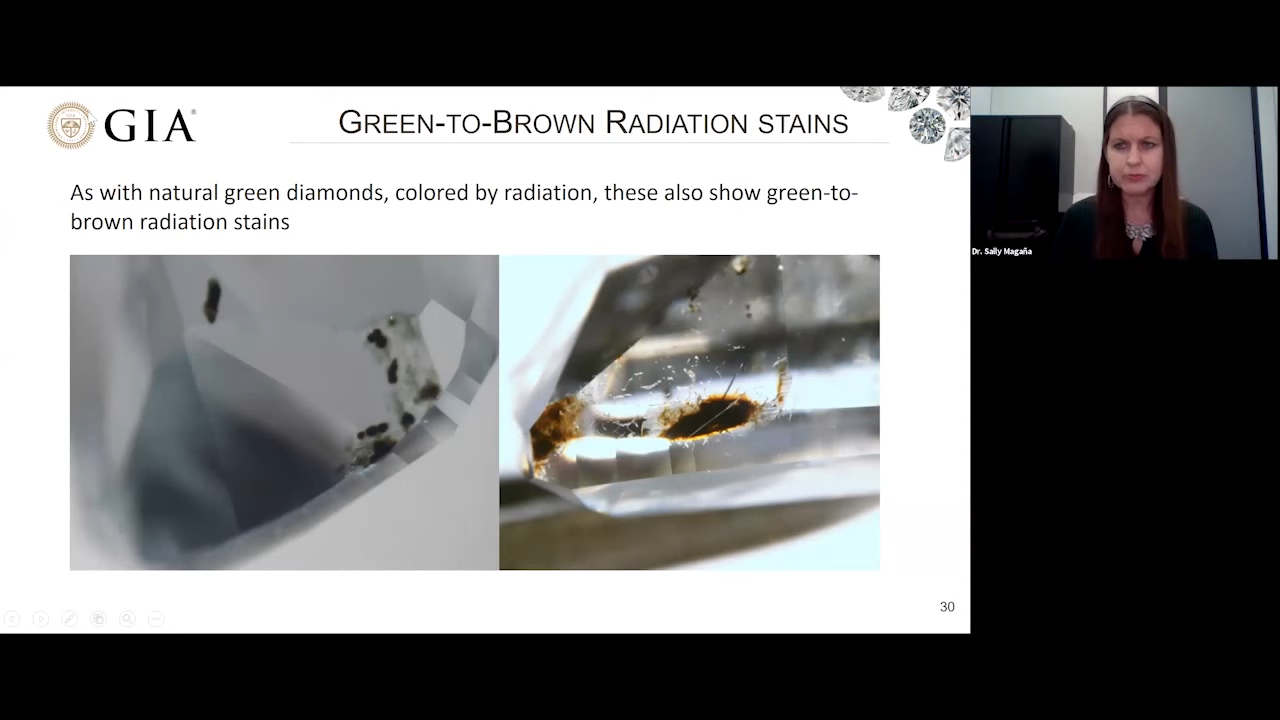 GIA®
GREEN-TO-BROWN RADIATION STAINS
As with natural green diamonds, colored by radiation, these also show green-to-
brown radiation stains
Dr. Sally Magaña
30